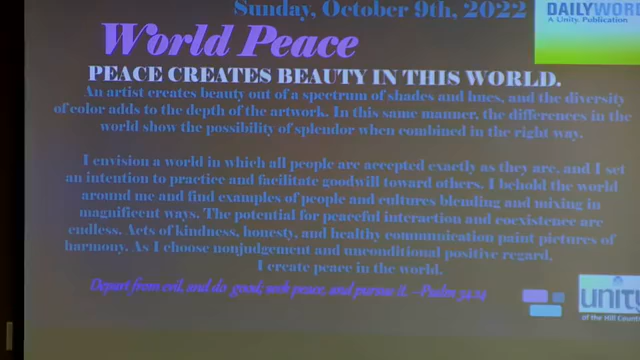 Sunday, October 9th, 2022
DAILY WORD
A Unity Publication
World Peace
PEACE CREATES BEAUTY IN THIS WORLD.
An artist creates beauty out of a spectrum of shades and hues, and the diversity
of color adds to the depth of the artwork. In this same manner, the differences in the
world show the possibility of splendor when combined in the right way.
I envision a world in which all people are accepted exactly as they are, and I set
an intention to practice and facilitate goodwill toward others. I behold the world
around me and find examples of people and cultures blending and mixing in
magnificent ways. The potential for peaceful interaction and coexistence are
endless. Acts of kindness, honesty, and healthy communication paint pictures of
harmony. As I choose nonjudgement and unconditional positive regard,
I create peace in the world.
Depart from evil, and do good; seek peace, and pursue it. –Psalm 34:14
unity
of the Hill Count